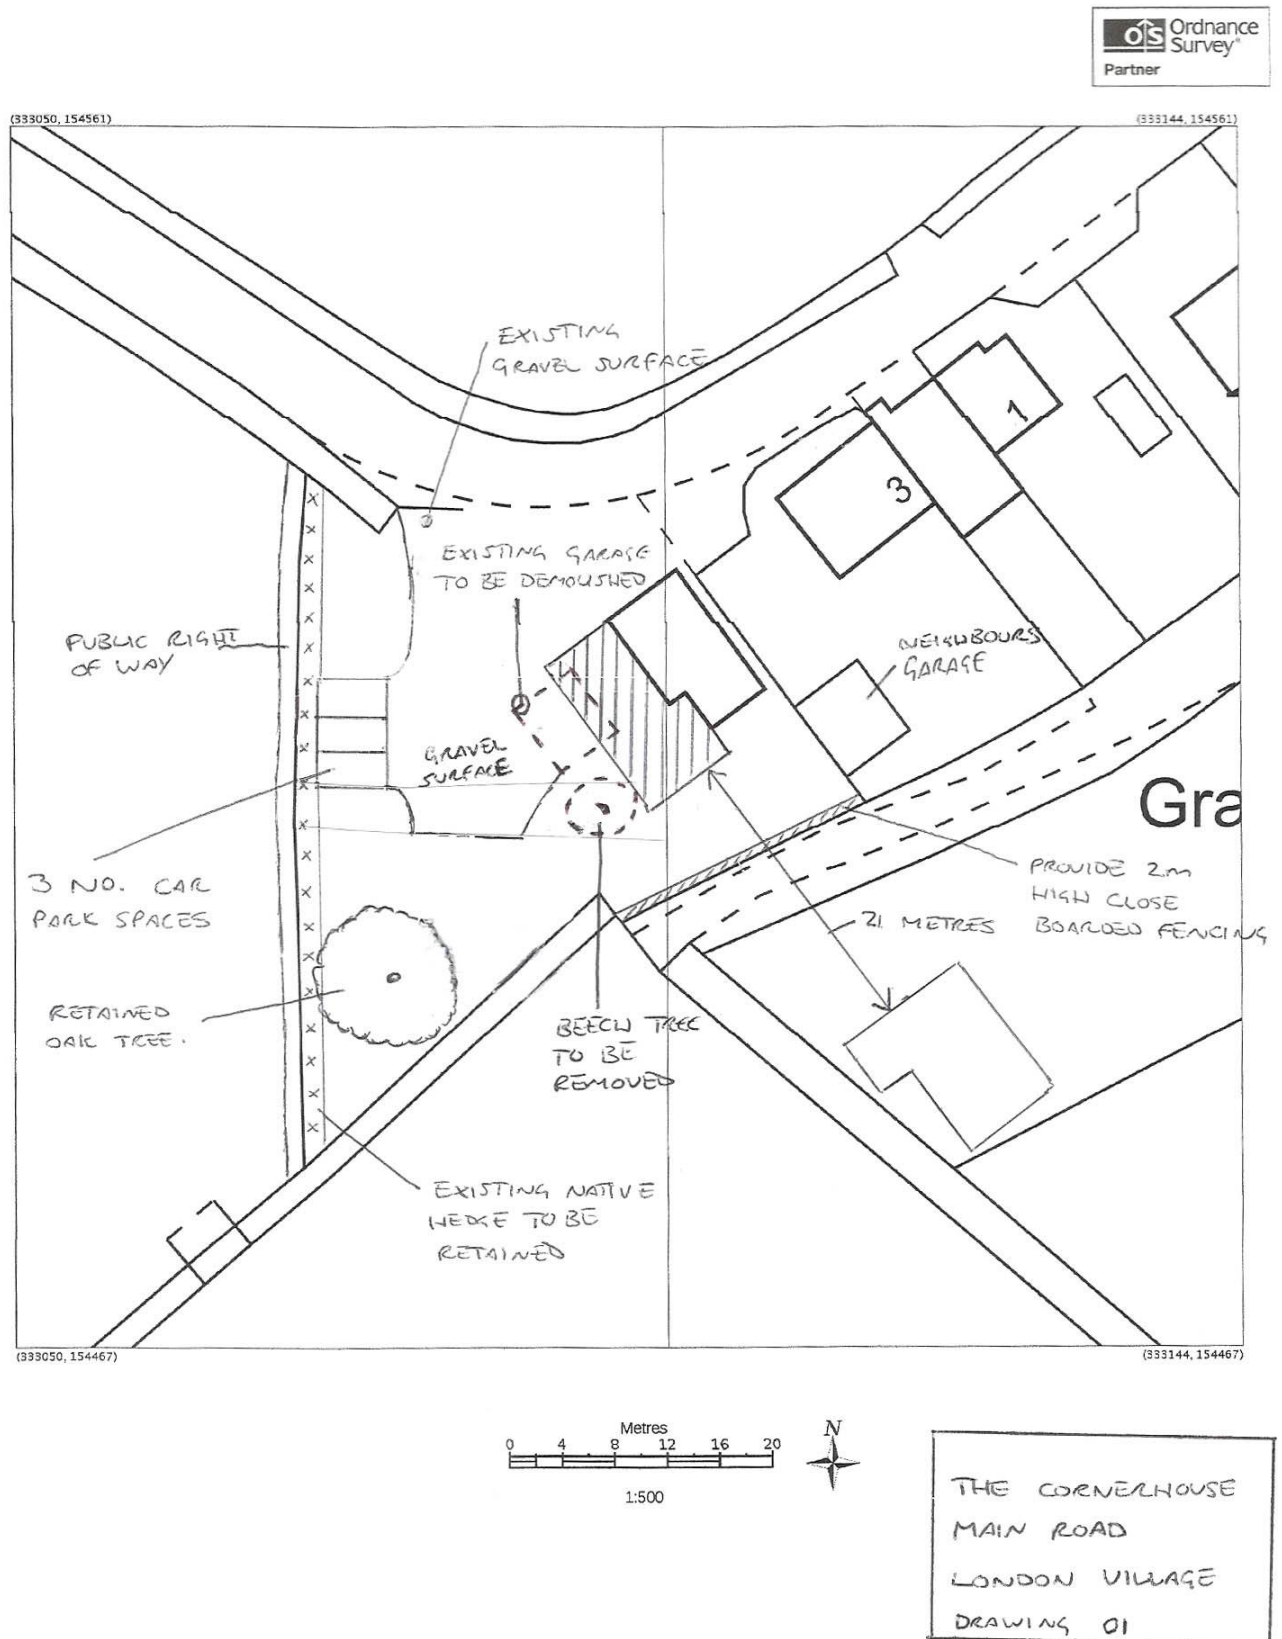 OS Ordnance
Survey®
Partner
(333050, 154561)
(333144, 154561)
EXISTING
GRAVEL SURFACE
1
3
EXISTING GARAGE
TO BE DEMOLISHED
PUBLIC RIGHT
OF WAY
NEIGHBOURS
GARAGE
GRAVEL
SURFACE
Gra
3 NO. CAR
PARK SPACES
PROVIDE 2m
HIGH CLOSE
BOARDED FENCING
21 METRES
RETAINED
OAK TREE.
BEECH TREE
TO BE
REMOVED
EXISTING NATIVE
HEDGE TO BE
RETAINED
(333050, 154467)
(333144, 154467)
Metres
0 4 8 12 16 20
1:500
N
THE CORNERHOUSE
MAIN ROAD
LONDON VILLAGE
DRAWING 01